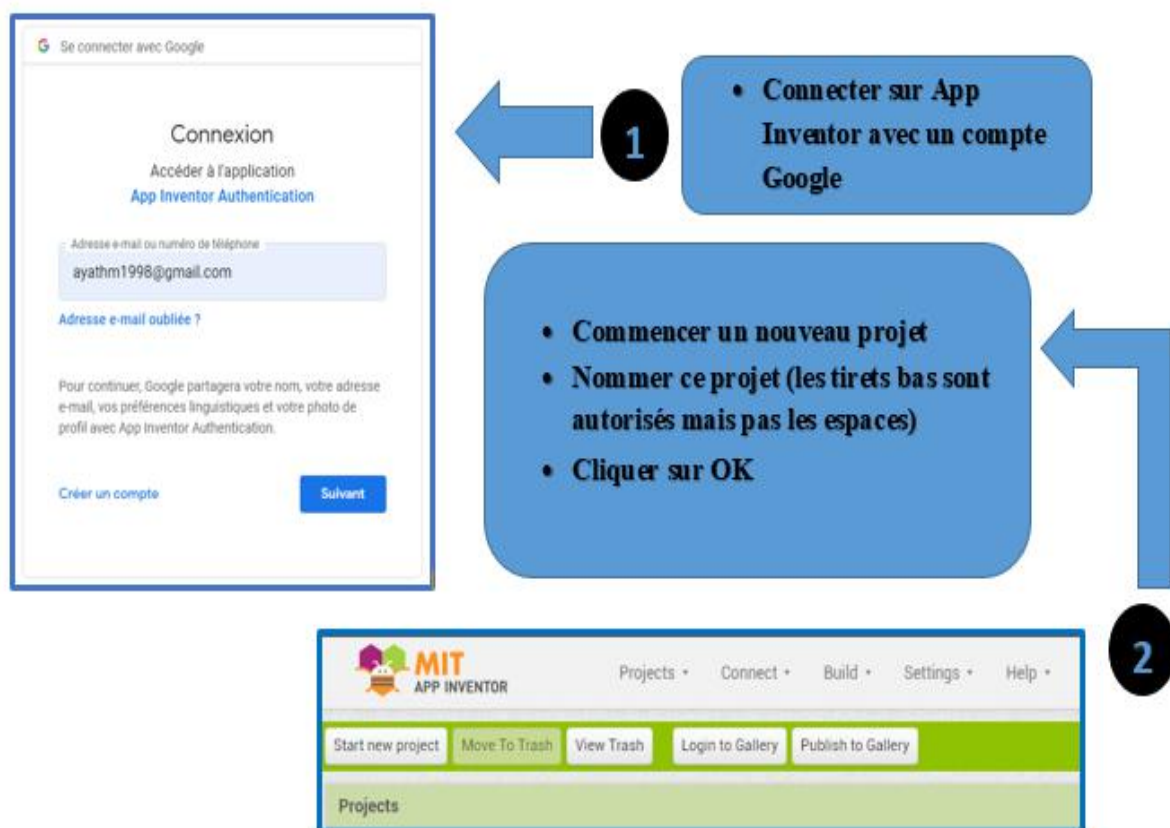 Se connecter avec Google
Connexion
Accéder à l'application
App Inventor Authentication
Adresse e-mail ou numéro de téléphone
ayathm1998@gmail.com
Adresse e-mail oubliée ?
Pour continuer, Google partagera votre nom, votre adresse
e-mail, vos préférences linguistiques et votre photo de
profil avec App Inventor Authentication.
Créer un compte
Suivant
1
• Connecter sur App
Inventor avec un compte
Google
• Commencer un nouveau projet
• Nommer ce projet (les tirets bas sont
autorisés mais pas les espaces)
• Cliquer sur OK
2
MIT
APP INVENTOR
Projects Connect Build Settings Help
Start new project Move To Trash View Trash Login to Gallery Publish to Gallery
Projects